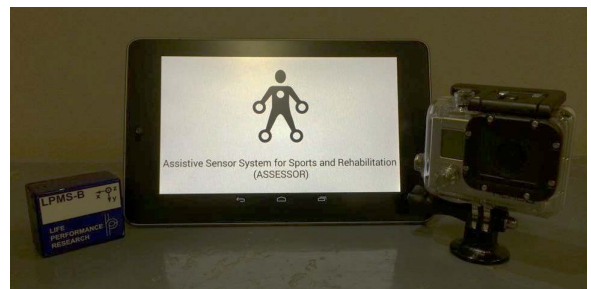 Assistive Sensor System for Sports and Rehabilitation
(ASSESSOR)
LPMS-B
x z
y
LIFE
PERFORMANCE
RESEARCH